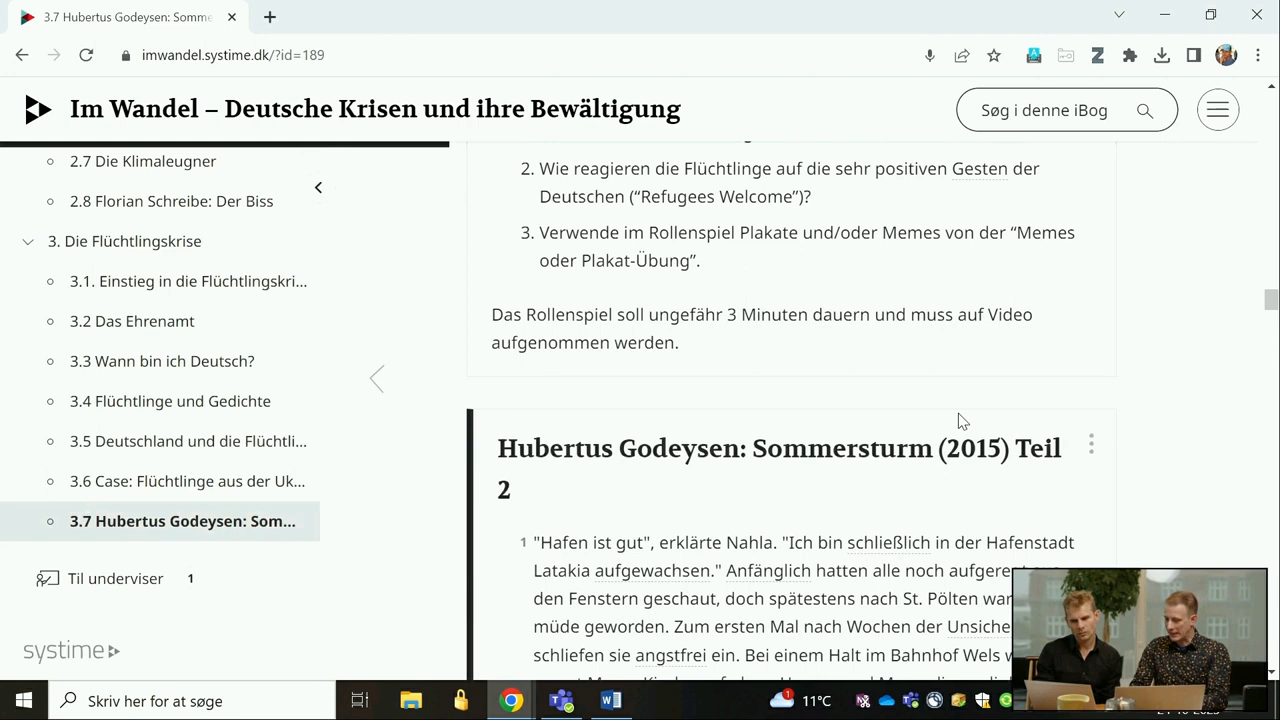 3.7 Hubertus Godeysen: Somme
imwandel.systime.dk/?id=189
Im Wandel – Deutsche Krisen und ihre Bewältigung
Søg i denne iBog
2.7 Die Klimaleugner
2.8 Florian Schreibe: Der Biss
3. Die Flüchtlingskrise
3.1. Einstieg in die Flüchtlingskri...
3.2 Das Ehrenamt
3.3 Wann bin ich Deutsch?
3.4 Flüchtlinge und Gedichte
3.5 Deutschland und die Flüchtli...
3.6 Case: Flüchtlinge aus der Uk...
3.7 Hubertus Godeysen: Som...
Til underviser 1
systime
2. Wie reagieren die Flüchtlinge auf die sehr positiven Gesten der
Deutschen (“Refugees Welcome”)?
3. Verwende im Rollenspiel Plakate und/oder Memes von der “Memes
oder Plakat-Übung”.
Das Rollenspiel soll ungefähr 3 Minuten dauern und muss auf Video
aufgenommen werden.
Hubertus Godeysen: Sommersturm (2015) Teil
2
1 "Hafen ist gut", erklärte Nahla. "Ich bin schließlich in der Hafenstadt
Latakia aufgewachsen." Anfänglich hatten alle noch
den Fenstern geschaut, doch spätestens nach St. Pölten
müde geworden. Zum ersten Mal nach Wochen der
schliefen sie angstfrei ein. Bei einem Halt im Bahnhof Wels
Skriv her for at søge
1
11°C